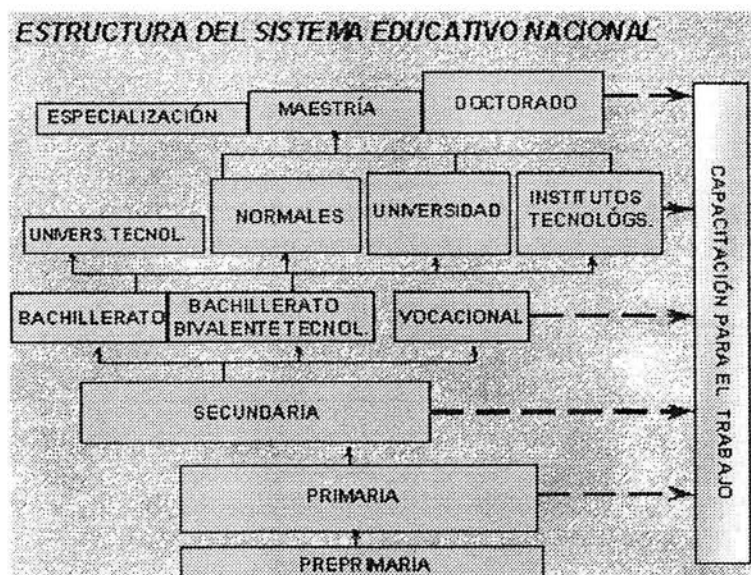 ESTRUCTURA DEL SISTEMA EDUCATIVO NACIONAL
ESPECIALIZACIÓN
MAESTRÍA
DOCTORADO
UNIVERS. TECNOL.
NORMALES
UNIVERSIDAD
INSTITUTOS
TECNOLÓGS.
BACHILLERATO
BACHILLERATO
BIVALENTE TECNOL.
VOCACIONAL
SECUNDARIA
PRIMARIA
PREPRIMARIA
CAPACITACIÓN PARA EL TRABAJO